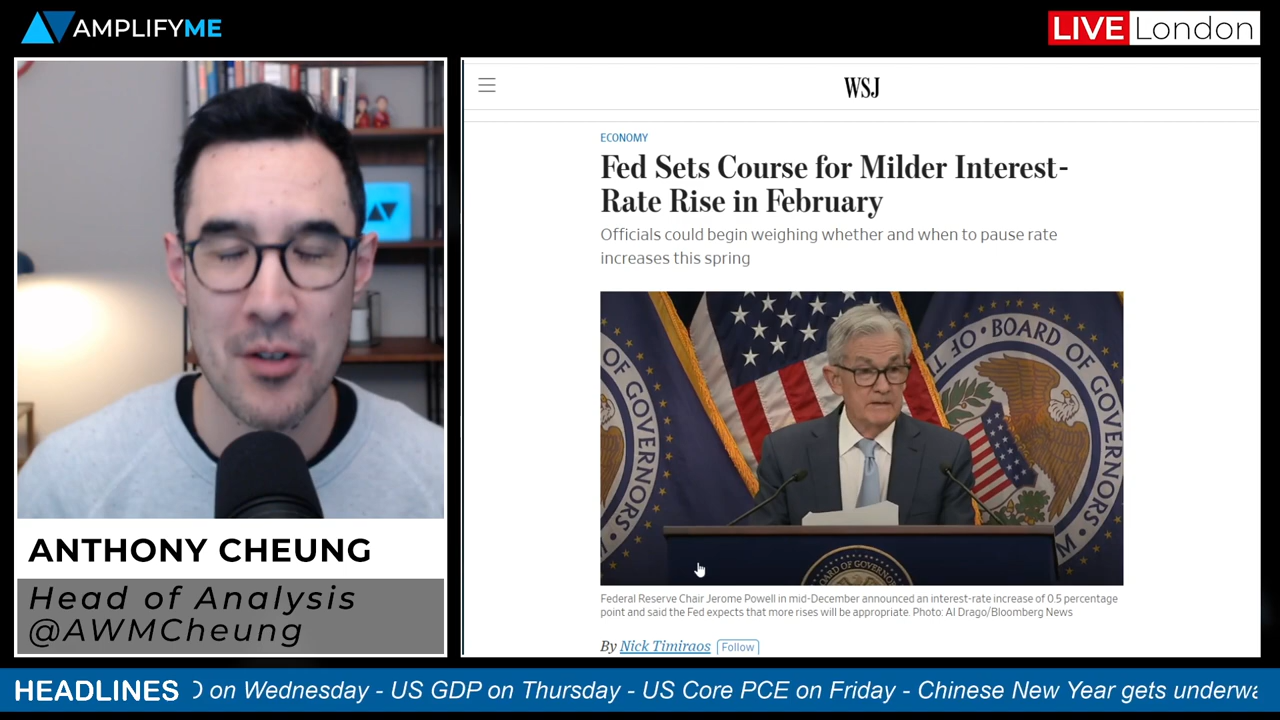 AMPLIFYME
LIVE London
WSJ
ECONOMY
Fed Sets Course for Milder Interest-
Rate Rise in February
Officials could begin weighing whether and when to pause rate
increases this spring
BOARD OF GOVERNORS
GOVERNORS
Federal Reserve Chair Jerome Powell in mid-December announced an interest-rate increase of 0.5 percentage
point and said the Fed expects that more rises will be appropriate. Photo: Al Drago/Bloomberg News
By Nick Timiraos Follow
ANTHONY CHEUNG
Head of Analysis
@AWMCheung
HEADLINES on Wednesday - US GDP on Thursday - US Core PCE on Friday - Chinese New Year gets